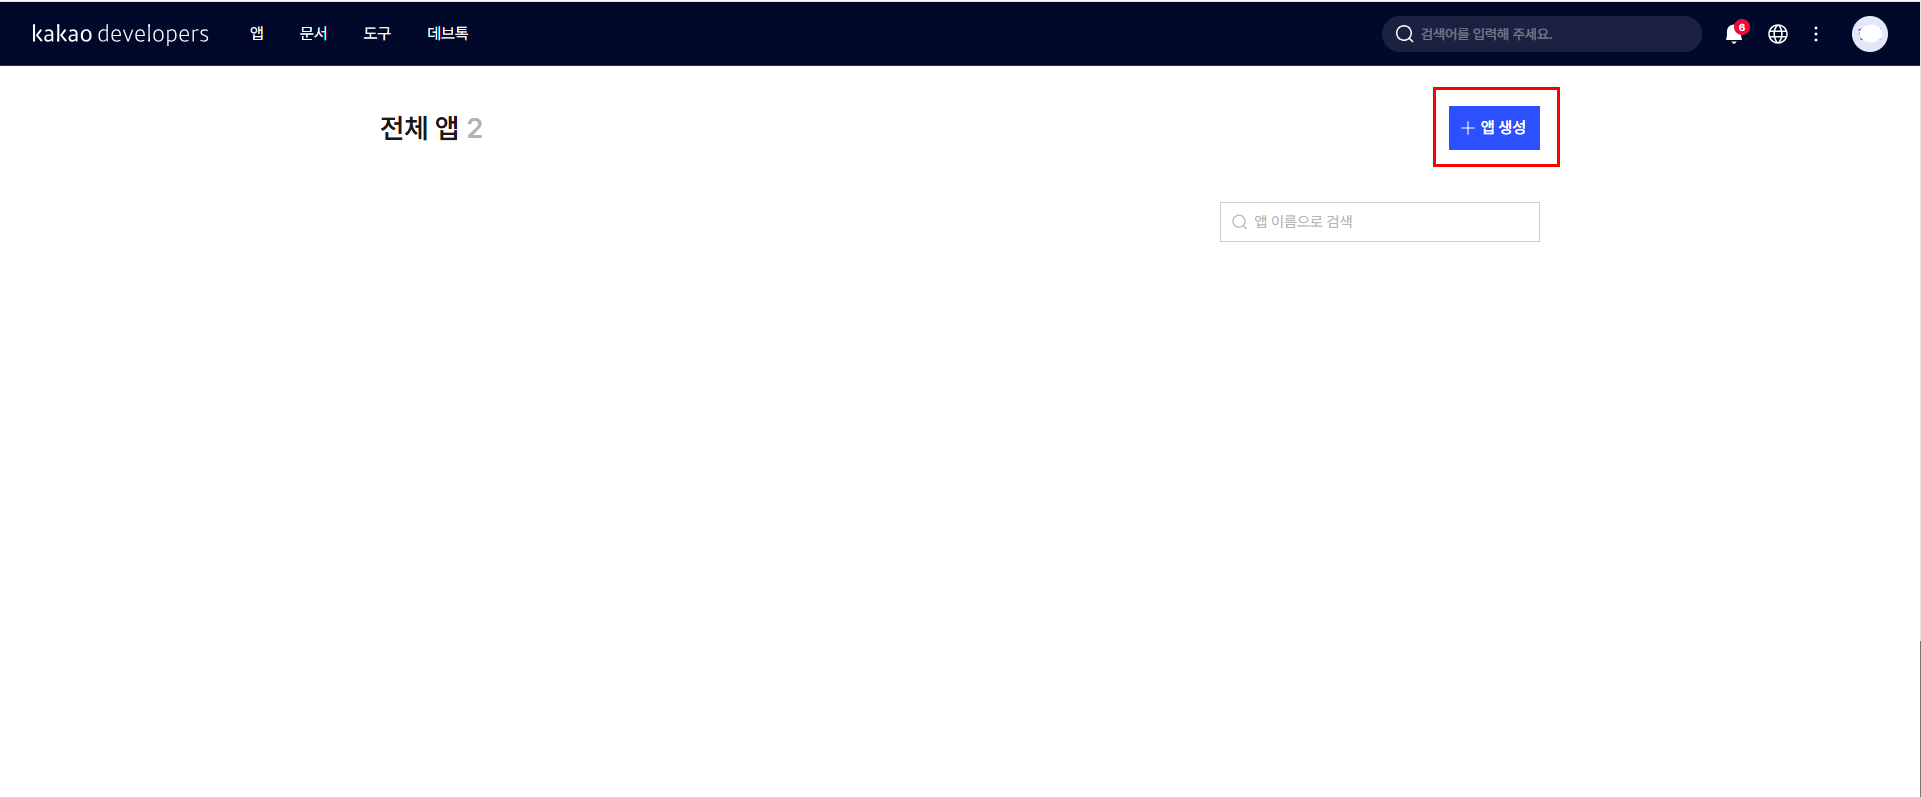 kakao developers 앱 문서 도구 데브톡 검색어를 입력해 주세요. 6
전체 앱 2 + 앱 생성
앱 이름으로 검색